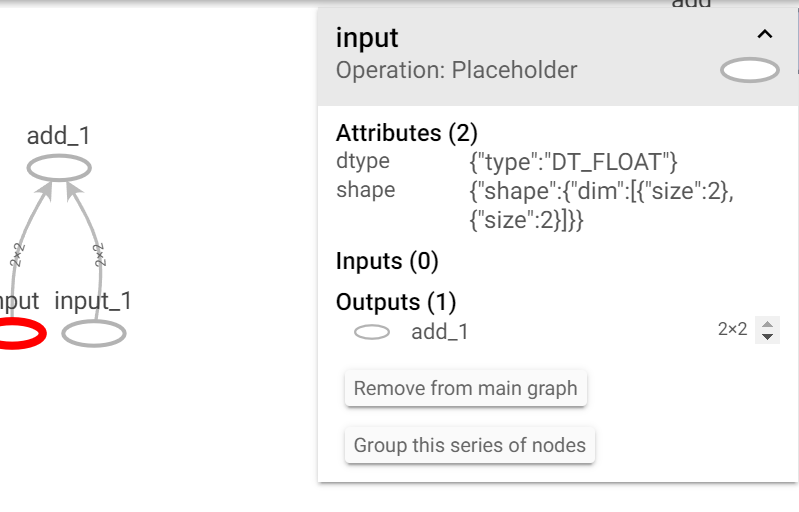 add
input
Operation: Placeholder
add_1
Attributes (2)
dtype {"type":"DT_FLOAT"}
shape {"shape":{"dim":[{"size":2},
{"size":2}]}}
2×2 2×2
Inputs (0)
nput input_1
Outputs (1)
add_1 2×2
Remove from main graph
Group this series of nodes